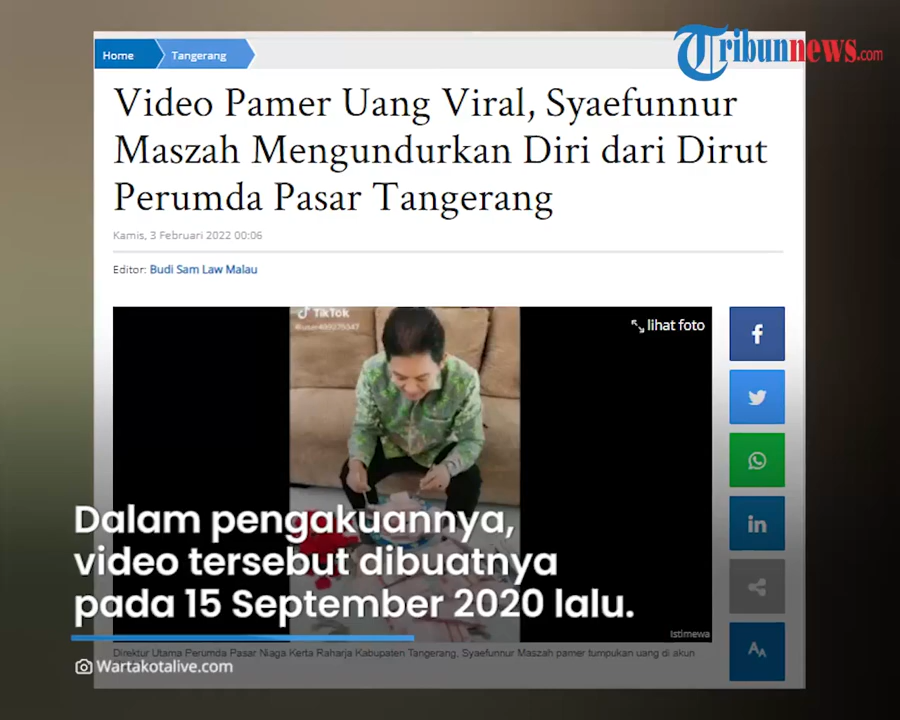 Home
Tangerang
Tribunnews.com
Video Pamer Uang Viral, Syaefunnur
Maszah Mengundurkan Diri dari Dirut
Perumda Pasar Tangerang
Kamis, 3 Februari 2022 00:06
Editor: Budi Sam Law Malau
TikTok
lihat foto
Dalam pengakuannya,
video tersebut dibuatnya
pada 15 September 2020 lalu.
Istimewa
Direktur Utama Perumda Pasar Niaga Kerta Raharja Kabupaten Tangerang, Syaefunnur Maszah pamer tumpukan uang di akun
Wartakotalive.com